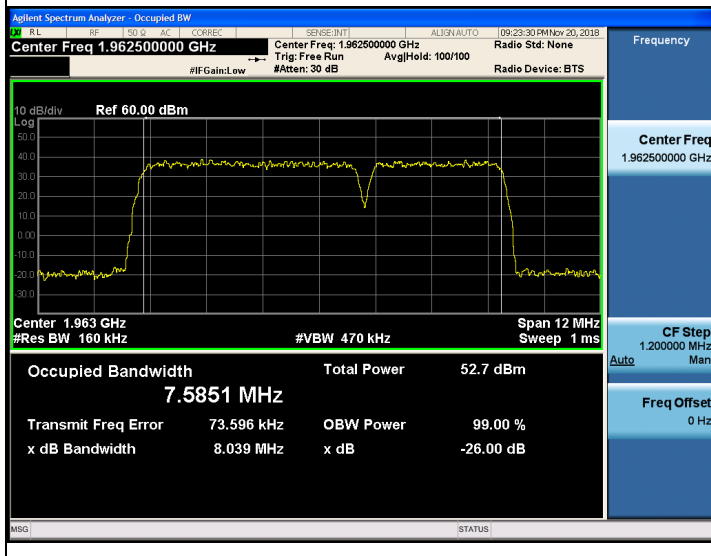 Agilent Spectrum Analyzer - Occupied BW
RL RF 50 Ω AC CORREC SENSE:INT ALIGN AUTO 09:23:30 PM Nov 20, 2018
Center Freq 1.962500000 GHz
Center Freq: 1.962500000 GHz Radio Std: None
Trig: Free Run Avg|Hold: 100/100
#IFGain:Low #Atten: 30 dB Radio Device: BTS
Frequency
10 dB/div Ref 60.00 dBm
Log
50.0
40.0
30.0
20.0
10.0
0.00
-10.0
-20.0
-30.0
Center Freq
1.962500000 GHz
Center 1.963 GHz Span 12 MHz
#Res BW 160 kHz #VBW 470 kHz Sweep 1 ms
CF Step
1.200000 MHz
Auto Man
Occupied Bandwidth Total Power 52.7 dBm
7.5851 MHz
Transmit Freq Error 73.596 kHz OBW Power 99.00 %
x dB Bandwidth 8.039 MHz x dB -26.00 dB
Freq Offset
0 Hz
MSG STATUS